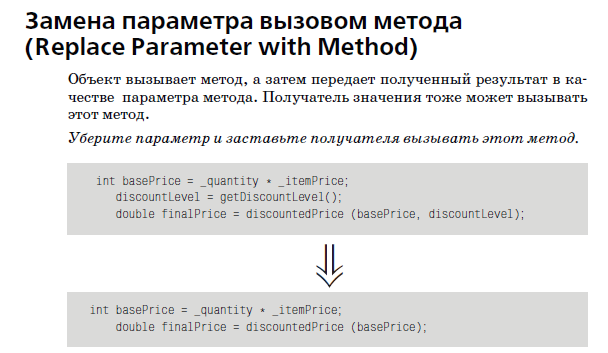 Замена параметра вызовом метода
(Replace Parameter with Method)
Объект вызывает метод, а затем передает полученный результат в ка-
честве параметра метода. Получатель значения тоже может вызывать
этот метод.
Уберите параметр и заставьте получателя вызывать этот метод.
int basePrice = _quantity * _itemPrice;
discountLevel = getDiscountLevel();
double finalPrice = discountedPrice (basePrice, discountLevel);
int basePrice = _quantity * _itemPrice;
double finalPrice = discountedPrice (basePrice);